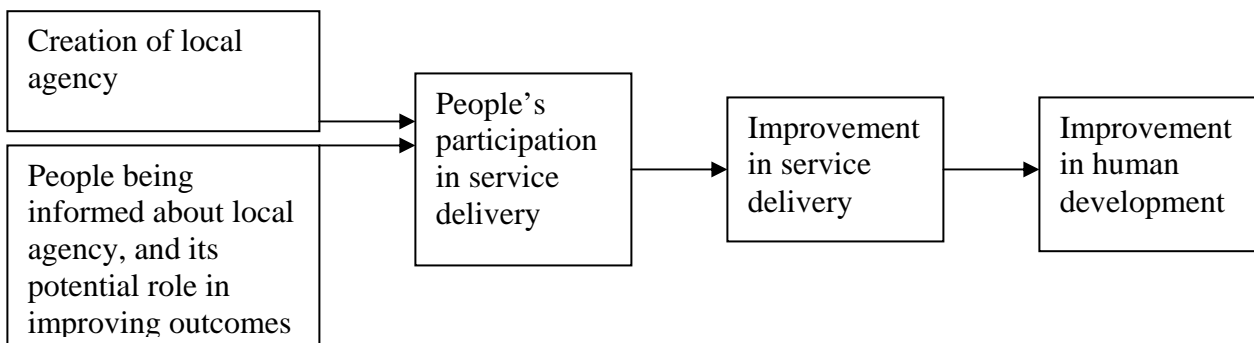 Creation of local
agency
People being
informed about local
agency, and its
potential role in
improving outcomes
People’s
participation
in service
delivery
Improvement
in service
delivery
Improvement
in human
development